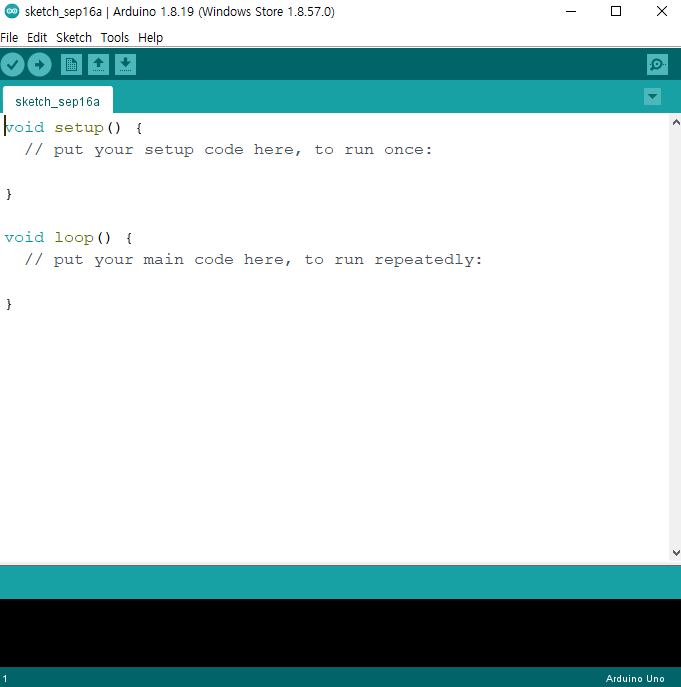 sketch_sep16a | Arduino 1.8.19 (Windows Store 1.8.57.0)
File Edit Sketch Tools Help
sketch_sep16a
void setup() {
  // put your setup code here, to run once:
}
void loop() {
  // put your main code here, to run repeatedly:
}
1
Arduino Uno